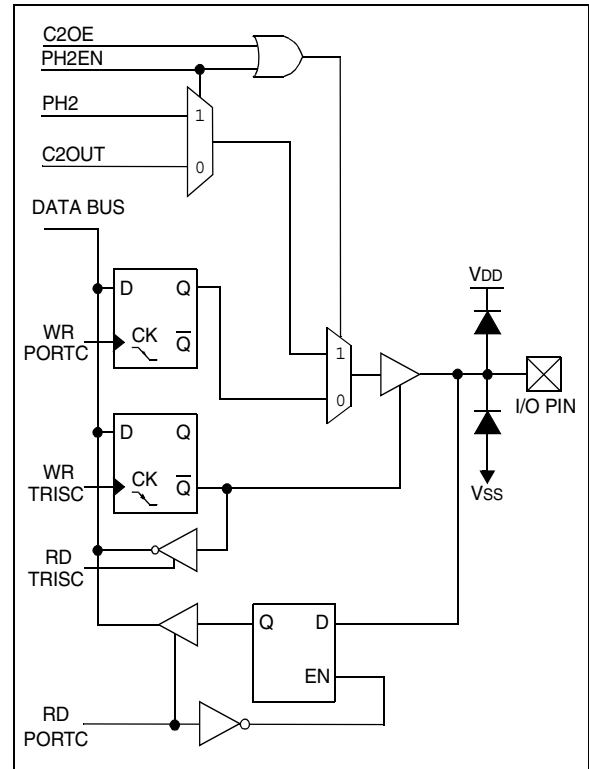 C2OE
PH2EN
PH2
1
C2OUT
0
DATA BUS
VDD
D Q
WR
PORTC
CK
Q
1
0
I/O PIN
D Q
WR
TRISC
CK
Q
VSS
RD
TRISC
Q D
EN
RD
PORTC